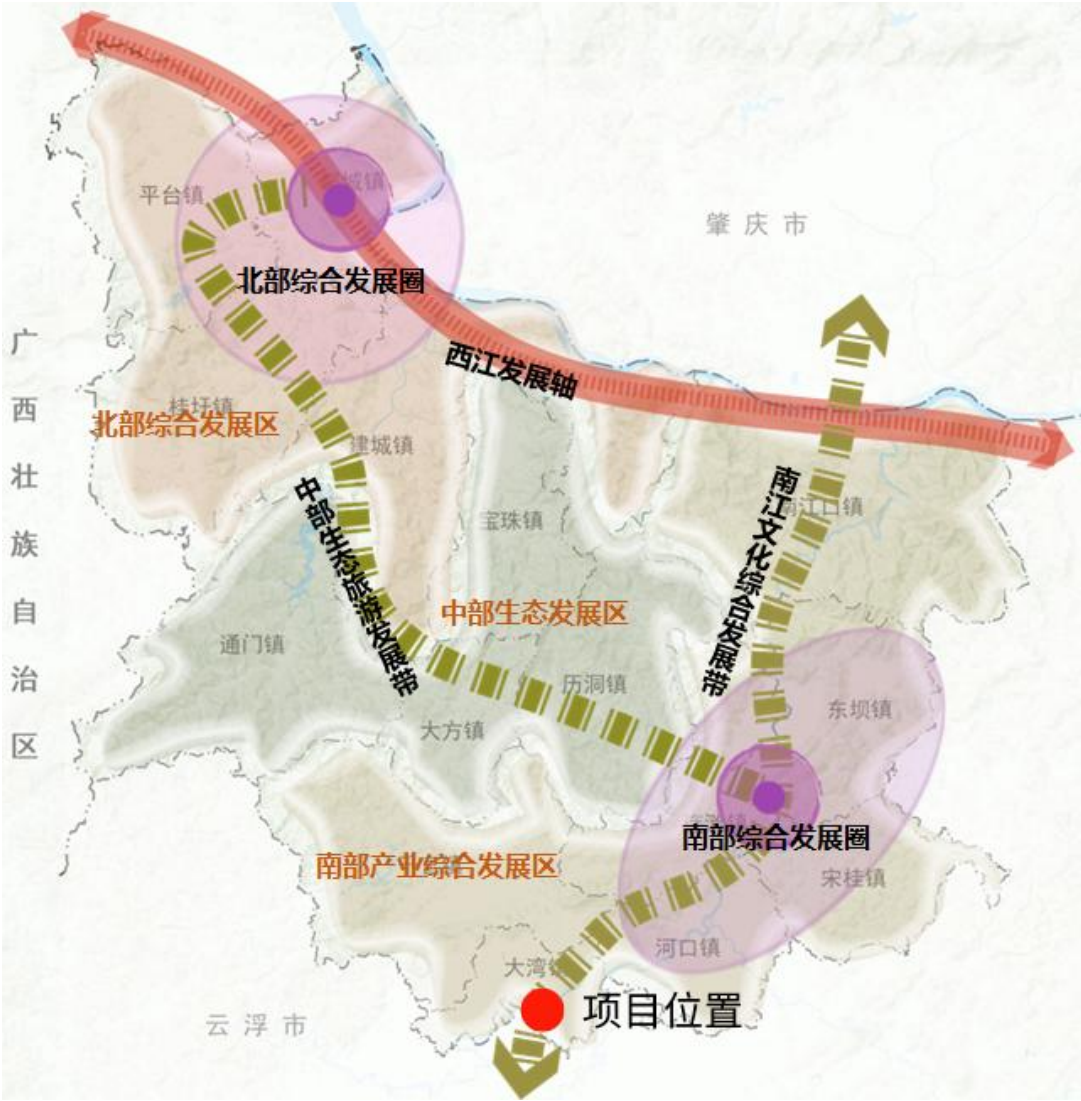 平台镇
城镇
肇庆市
北部综合发展圈
广西壮族自治区
西江发展轴
桂圩镇
北部综合发展区
建城镇
中部生态旅游发展带
宝珠镇
南江文化综合发展带
南江口镇
中部生态发展区
通门镇
历洞镇
东坝镇
大方镇
南部综合发展圈
南部产业综合发展区
宋桂镇
河口镇
大湾镇
项目位置
云浮市